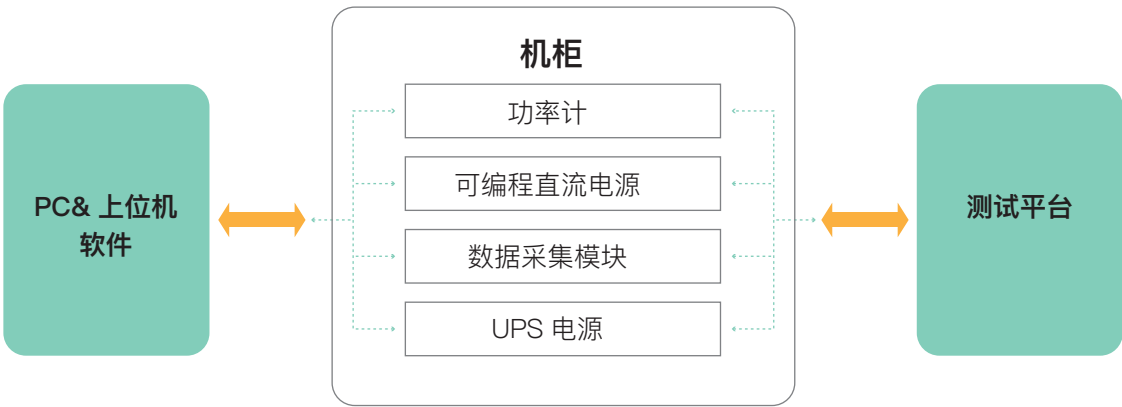 机柜
功率计
可编程直流电源
数据采集模块
UPS 电源
PC& 上位机
软件
测试平台